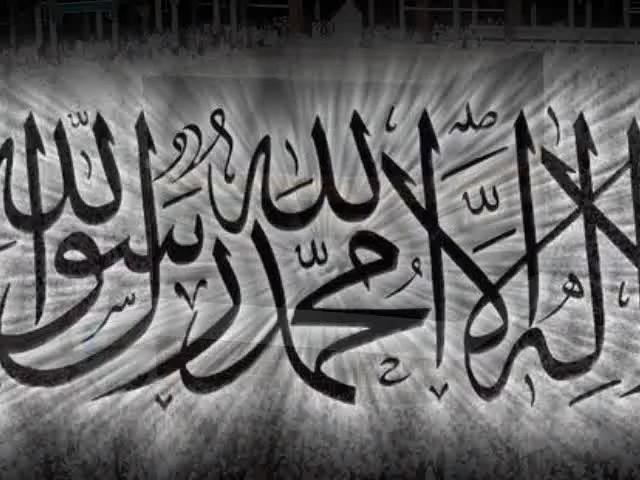 لا إله إلا الله محمد رسول الله